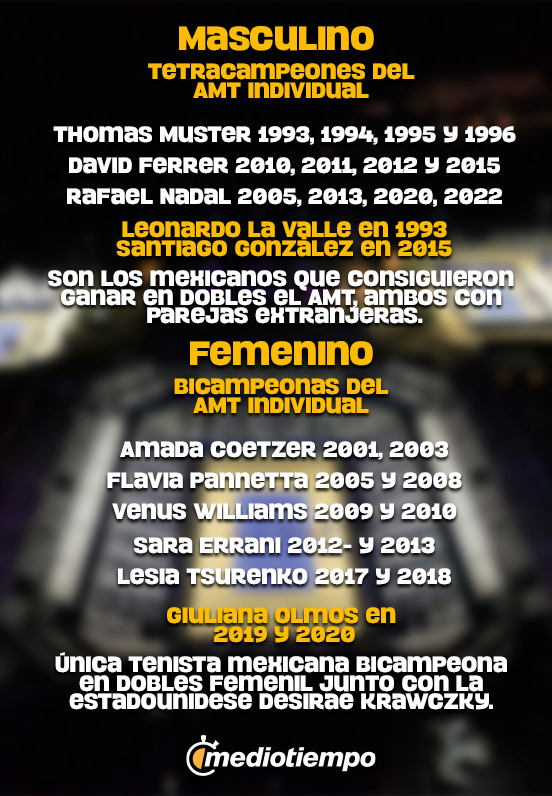 Masculino
Tetracampeones del
AMT Individual
Thomas Muster 1993, 1994, 1995 y 1996
David Ferrer 2010, 2011, 2012 y 2015
Rafael Nadal 2005, 2013, 2020, 2022
Leonardo La Valle en 1993
Santiago González en 2015
Son los mexicanos que consiguieron
ganar en dobles el AMT, ambos con
parejas extranjeras.
Femenino
Bicampeonas del
AMT Individual
Amada Coetzer 2001, 2003
Flavia Pannetta 2005 y 2008
Venus Williams 2009 y 2010
Sara Errani 2012- y 2013
Lesia Tsurenko 2017 y 2018
Giuliana Olmos en
2019 y 2020
Única tenista mexicana bicampeona
en dobles femenil junto con la
estadounidese Desirae Krawczky.
mediotiempo